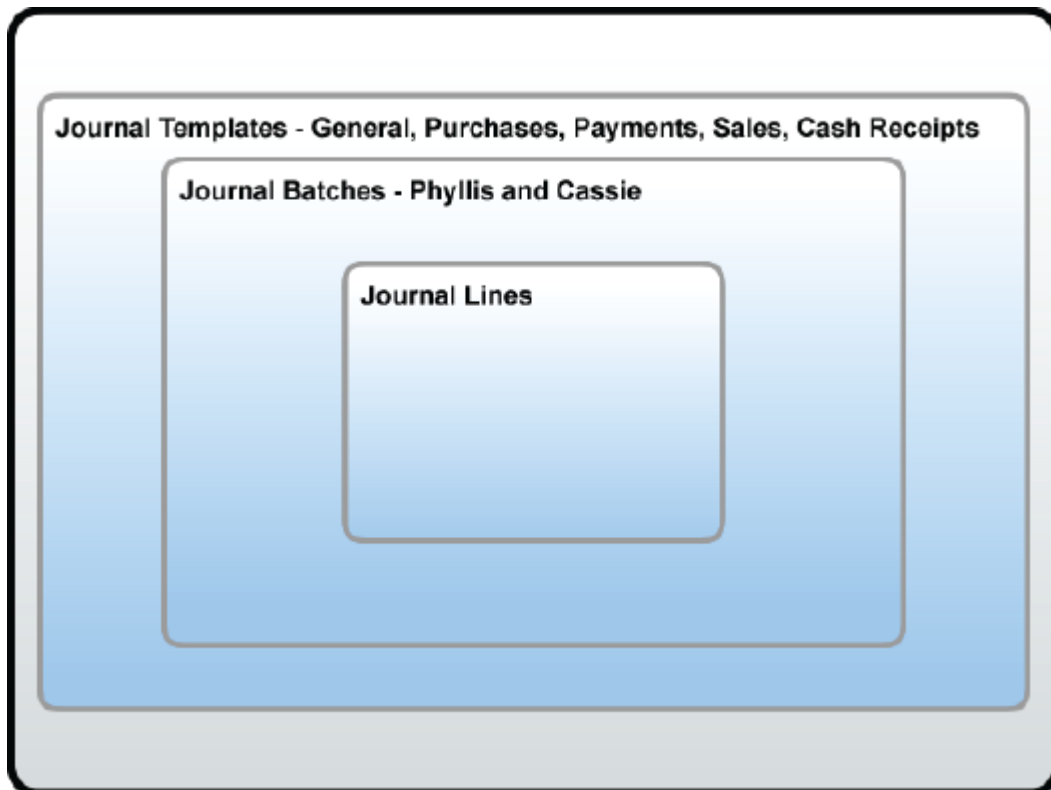 Journal Templates - General, Purchases, Payments, Sales, Cash Receipts
Journal Batches - Phyllis and Cassie
Journal Lines